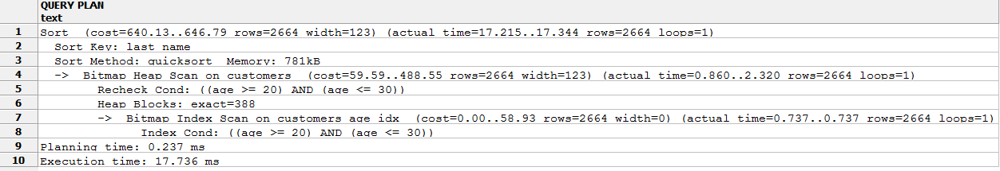 QUERY PLAN
text
1 Sort (cost=640.13..646.79 rows=2664 width=123) (actual time=17.215..17.344 rows=2664 loops=1)
2 Sort Key: last_name
3 Sort Method: quicksort Memory: 781kB
4 -> Bitmap Heap Scan on customers (cost=59.59..488.55 rows=2664 width=123) (actual time=0.860..2.320 rows=2664 loops=1)
5 Recheck Cond: ((age >= 20) AND (age <= 30))
6 Heap Blocks: exact=388
7 -> Bitmap Index Scan on customers_age_idx (cost=0.00..58.93 rows=2664 width=0) (actual time=0.737..0.737 rows=2664 loops=1)
8 Index Cond: ((age >= 20) AND (age <= 30))
9 Planning time: 0.237 ms
10 Execution time: 17.736 ms